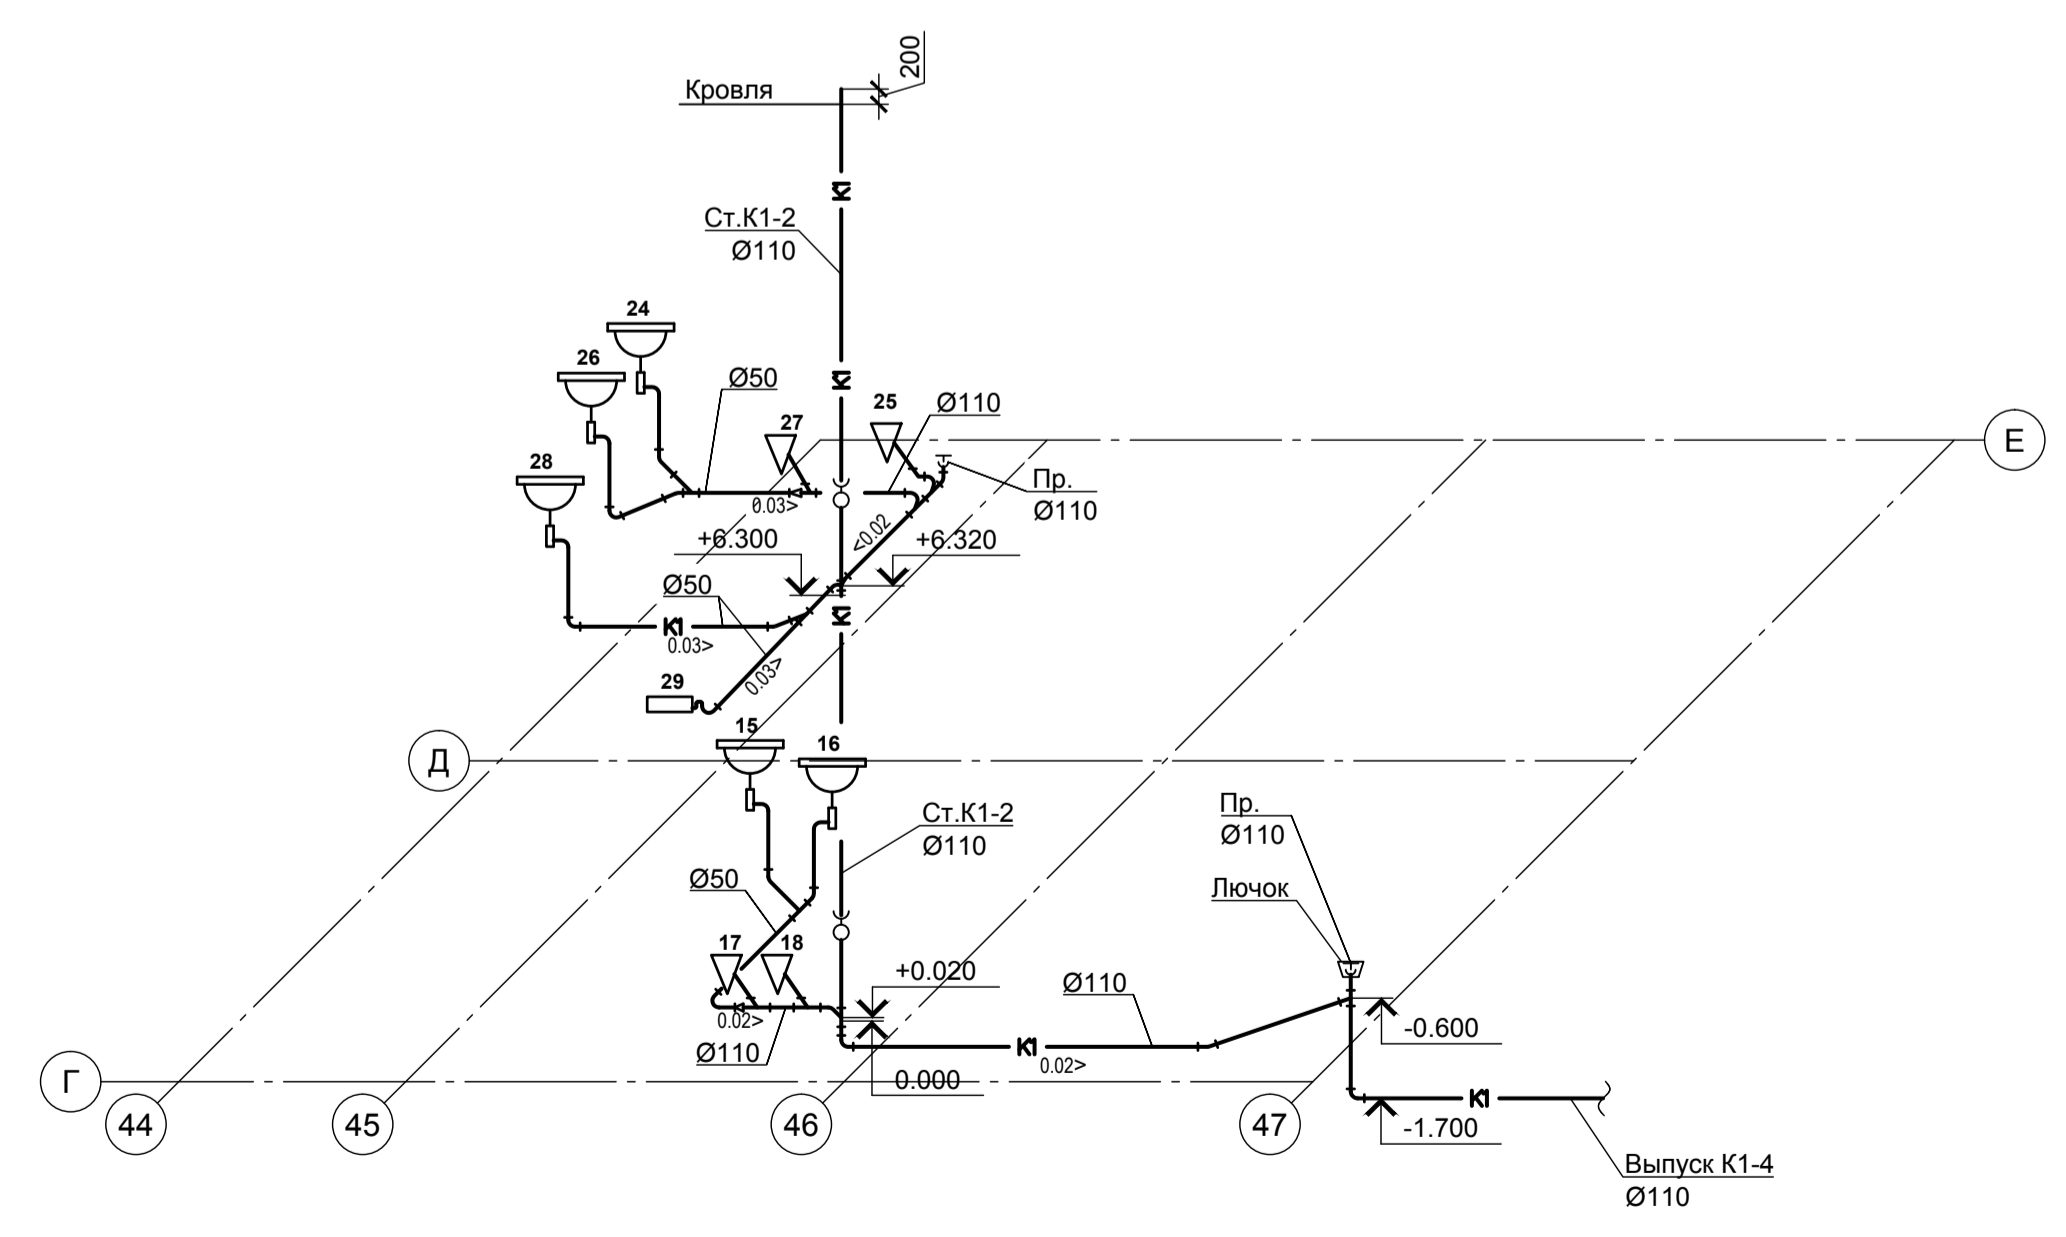 200
Кровля
К1
Ст.К1-2
Ø110
24
26
Ø50
К1
27
25
Ø110
Е
28
Пр.
Ø110
0.03>
<0.02
+6.300
+6.320
Ø50
К1
К1
0.03>
0.03>
29
15
16
Д
Ст.К1-2
Ø110
Пр.
Ø110
Ø50
Лючок
17
18
+0.020
Ø110
0.02>
-0.600
Ø110
К1
0.02>
0.000
Г
44
45
46
47
К1
-1.700
Выпуск К1-4
Ø110